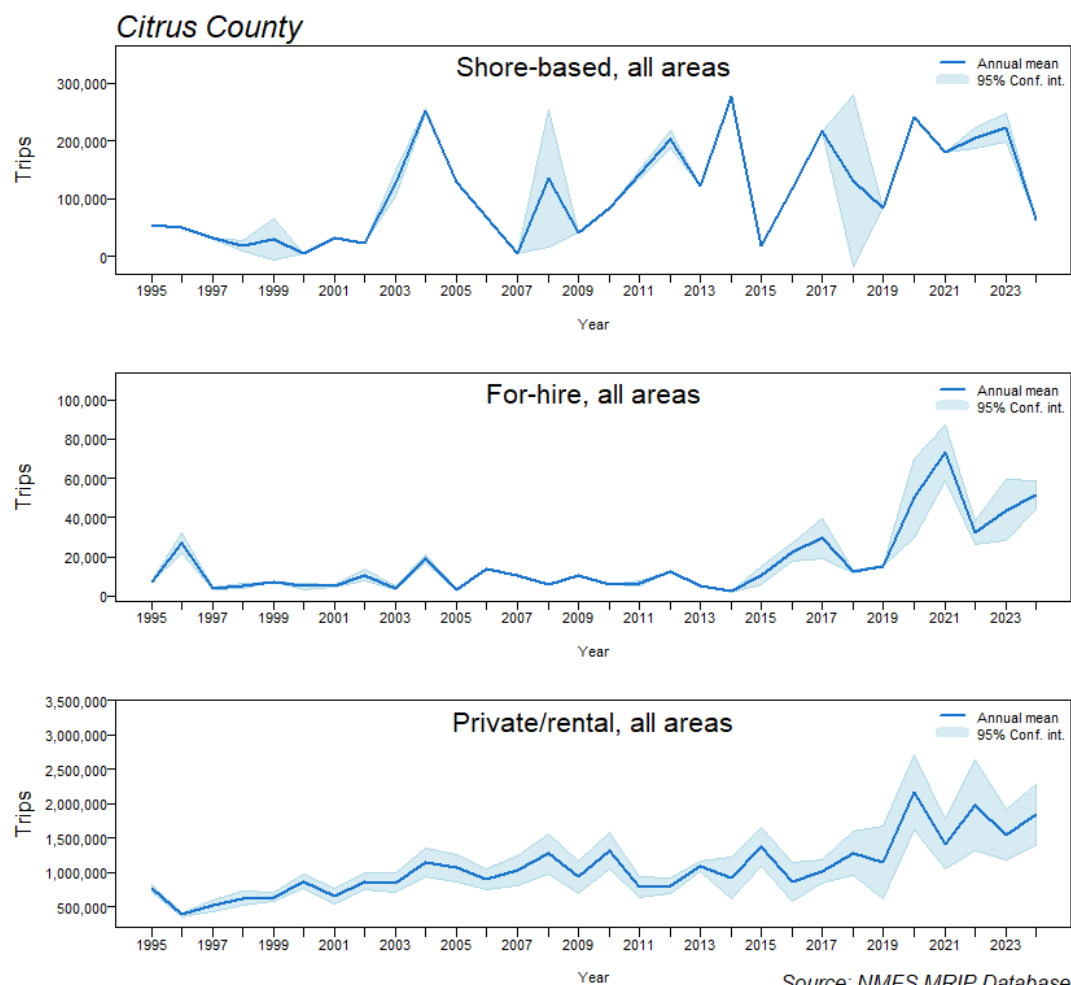 Citrus County
Shore-based, all areas
Annual mean
95% Conf. int.
Trips
300,000
200,000
100,000
0
1995 1997 1999 2001 2003 2005 2007 2009 2011 2013 2015 2017 2019 2021 2023
Year
For-hire, all areas
Annual mean
95% Conf. int.
Trips
100,000
80,000
60,000
40,000
20,000
0
1995 1997 1999 2001 2003 2005 2007 2009 2011 2013 2015 2017 2019 2021 2023
Year
Private/rental, all areas
Annual mean
95% Conf. int.
Trips
3,500,000
3,000,000
2,500,000
2,000,000
1,500,000
1,000,000
500,000
1995 1997 1999 2001 2003 2005 2007 2009 2011 2013 2015 2017 2019 2021 2023
Year
Source: NMFS MRIP Database